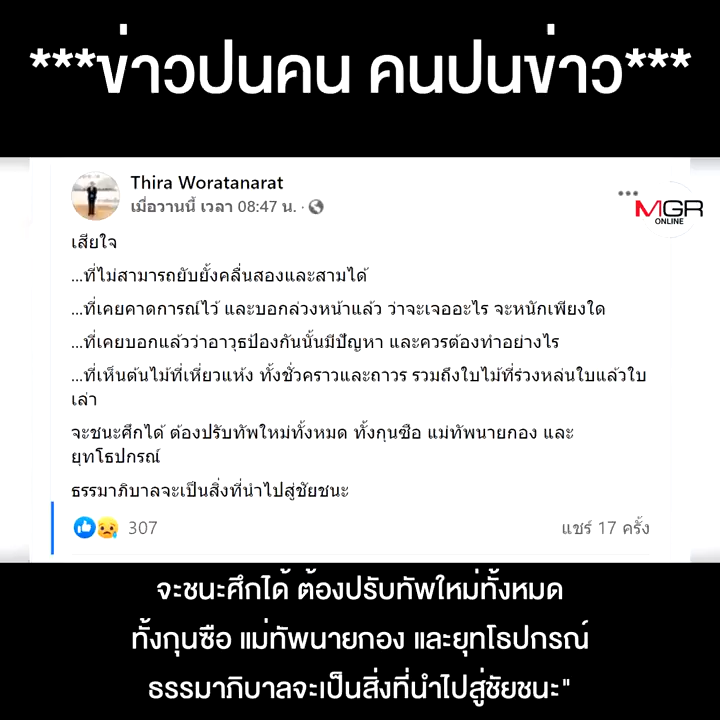 ***ข่าวปนคน คนปนข่าว***
Thira Woratanarat
เมื่อวานนี้ เวลา 08:47 น. ·
MGR
ONLINE
เสียใจ
...ที่ไม่สามารถยับยั้งคลื่นสองและสามได้
...ที่เคยคาดการณ์ไว้ และบอกล่วงหน้าแล้ว ว่าจะเจออะไร จะหนักเพียงใด
...ที่เคยบอกแล้วว่าอาวุธป้องกันนั้นมีปัญหา และควรต้องทำอย่างไร
...ที่เห็นต้นไม้ที่เหี่ยวแห้ง ทั้งชั่วคราวและถาวร รวมถึงใบไม้ที่ร่วงหล่นใบแล้วใบ
เล่า
จะชนะศึกได้ ต้องปรับทัพใหม่ทั้งหมด ทั้งกุนซือ แม่ทัพนายกอง และ
ยุทโธปกรณ์
ธรรมาภิบาลจะเป็นสิ่งที่นำไปสู่ชัยชนะ
307
แชร์ 17 ครั้ง
จะชนะศึกได้ ต้องปรับทัพใหม่ทั้งหมด
ทั้งกุนซือ แม่ทัพนายกอง และยุทโธปกรณ์
ธรรมาภิบาลจะเป็นสิ่งที่นำไปสู่ชัยชนะ"